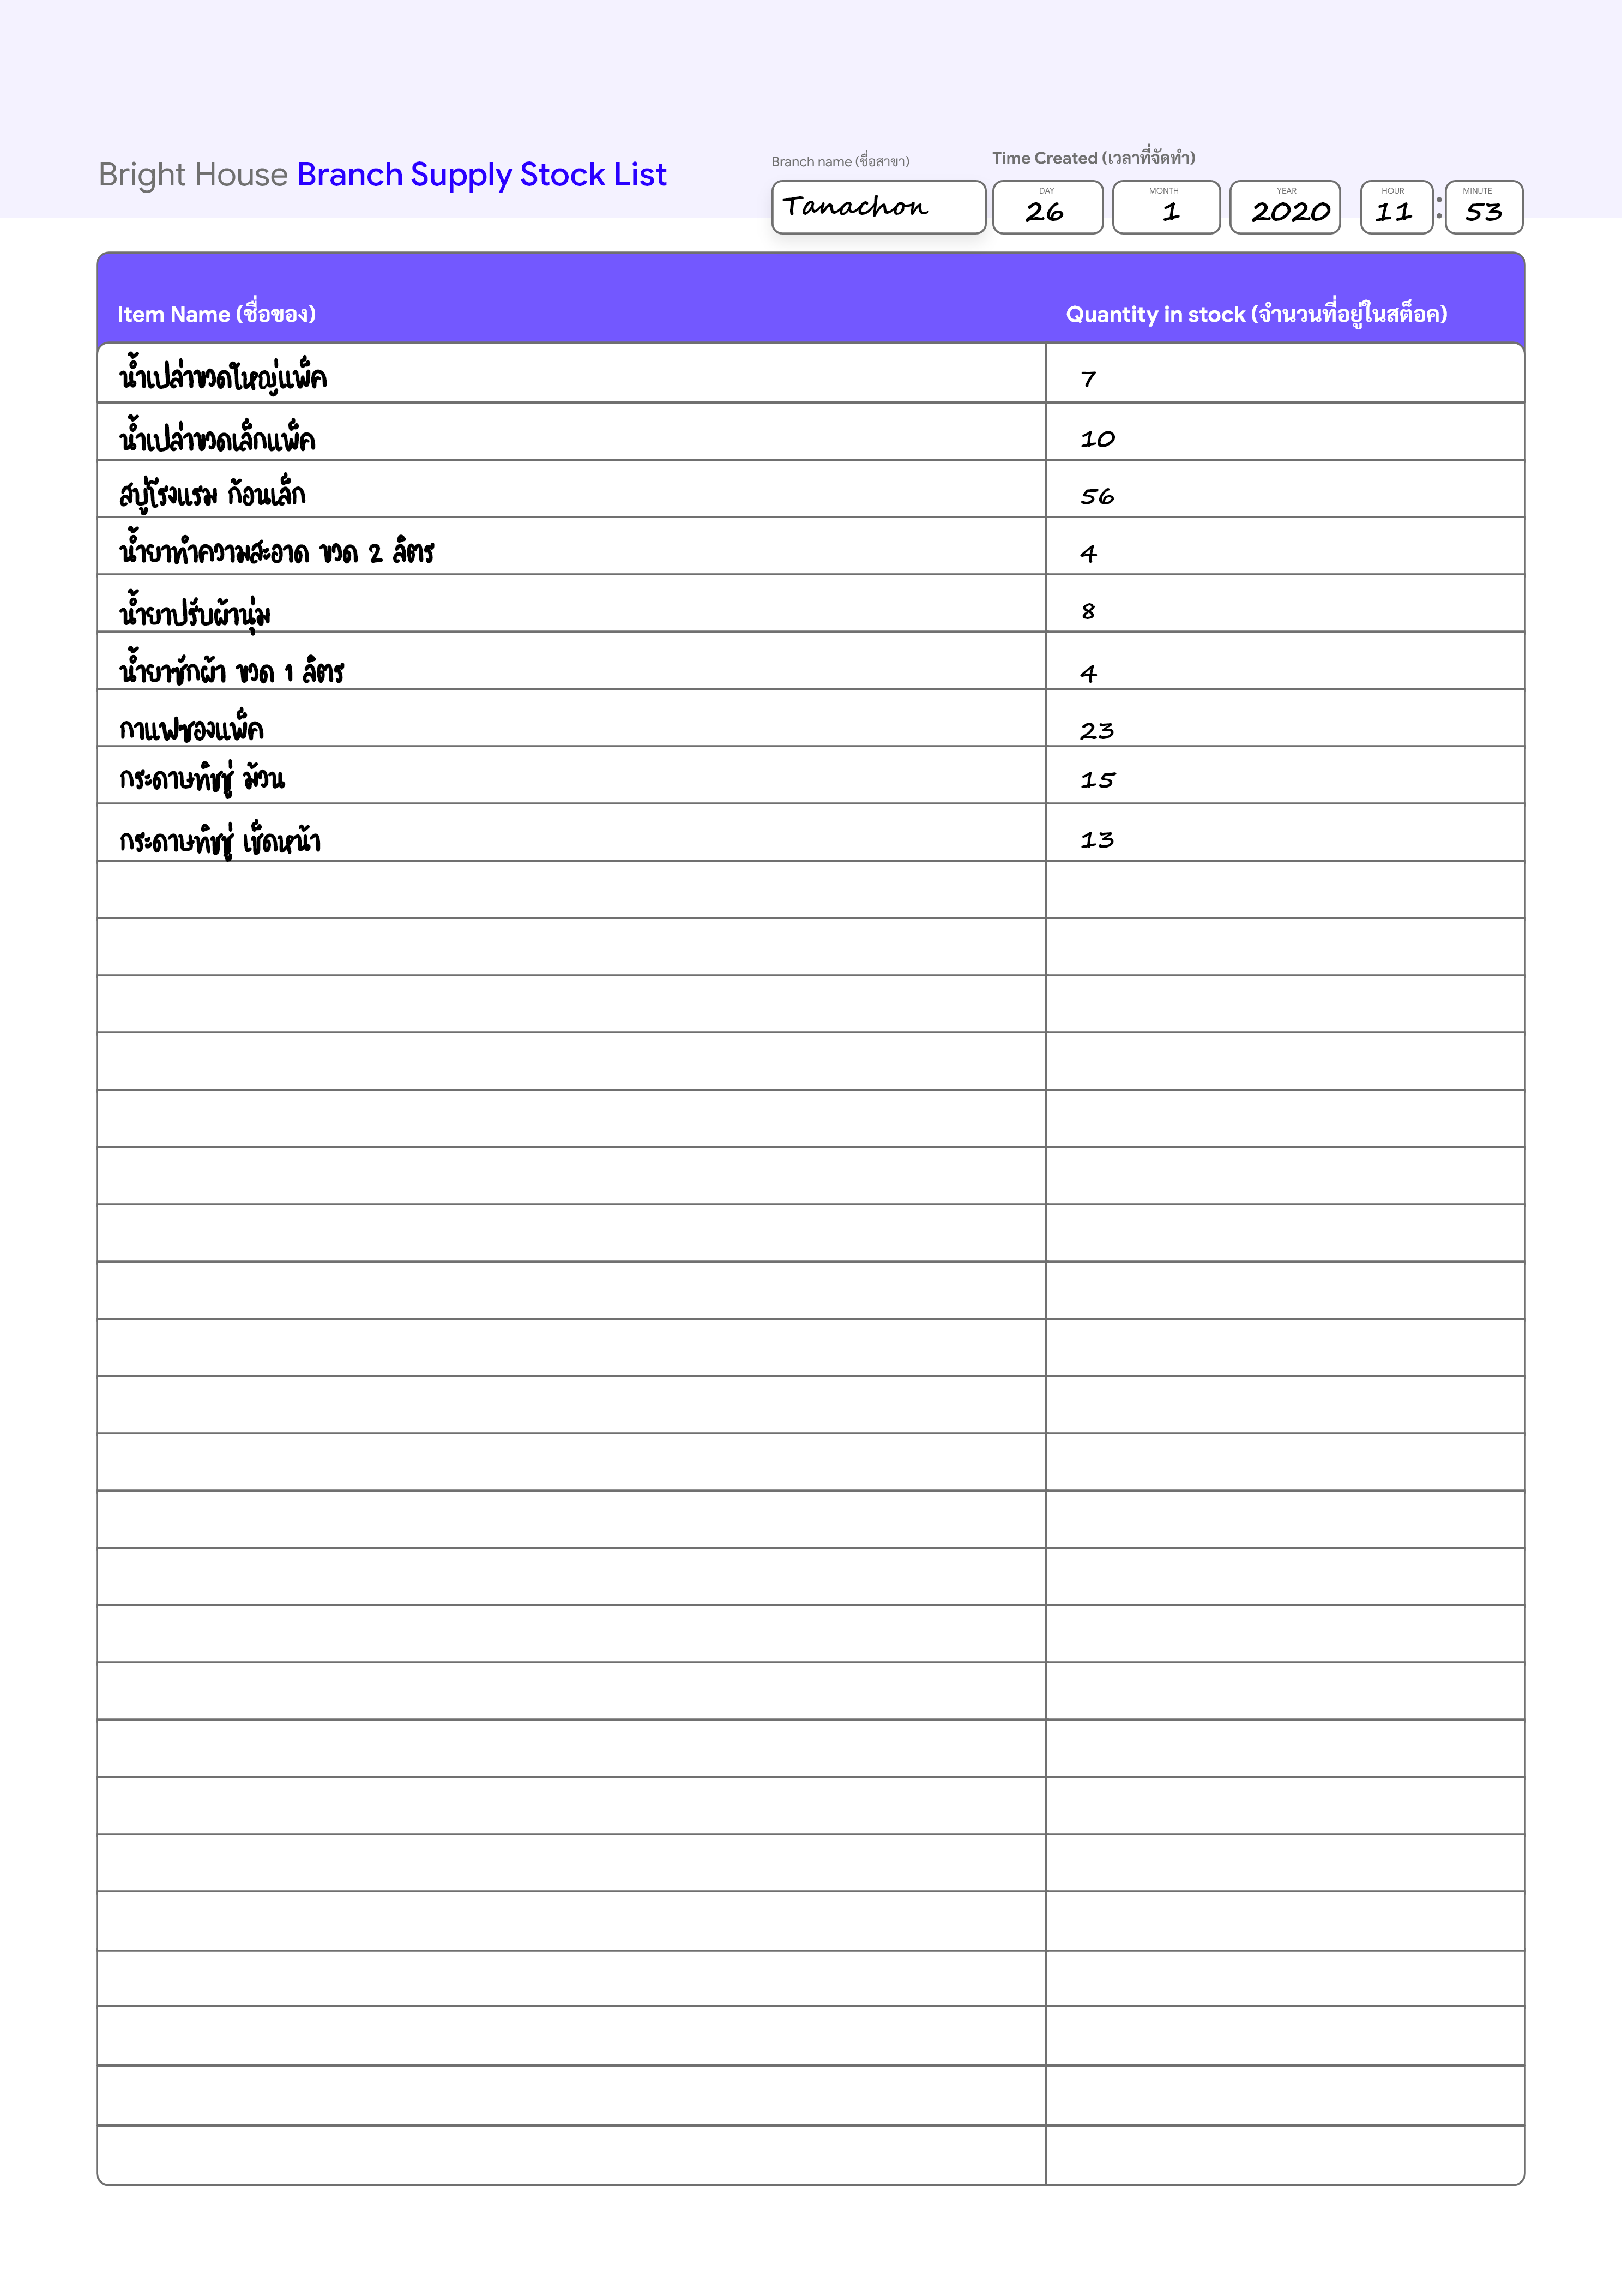 Bright House Branch Supply Stock List
Branch name (ชื่อสาขา)
Tanachon
Time Created (เวลาที่จัดทำ)
DAY MONTH YEAR HOUR MINUTE
26 1 2020 11 : 53
Item Name (ชื่อของ) Quantity in stock (จำนวนที่อยู่ในสต็อค)
น้ำเปล่าขวดใหญ่แพ็ค 7
น้ำเปล่าขวดเล็กแพ็ค 10
สบู่โรงแรม ก้อนเล็ก 56
น้ำยาทำความสะอาด ขวด 2 ลิตร 4
น้ำยาปรับผ้านุ่ม 8
น้ำยาซักผ้า ขวด 1 ลิตร 4
กาแฟซองแพ็ค 23
กระดาษทิชชู่ ม้วน 15
กระดาษทิชชู่ เช็ดหน้า 13